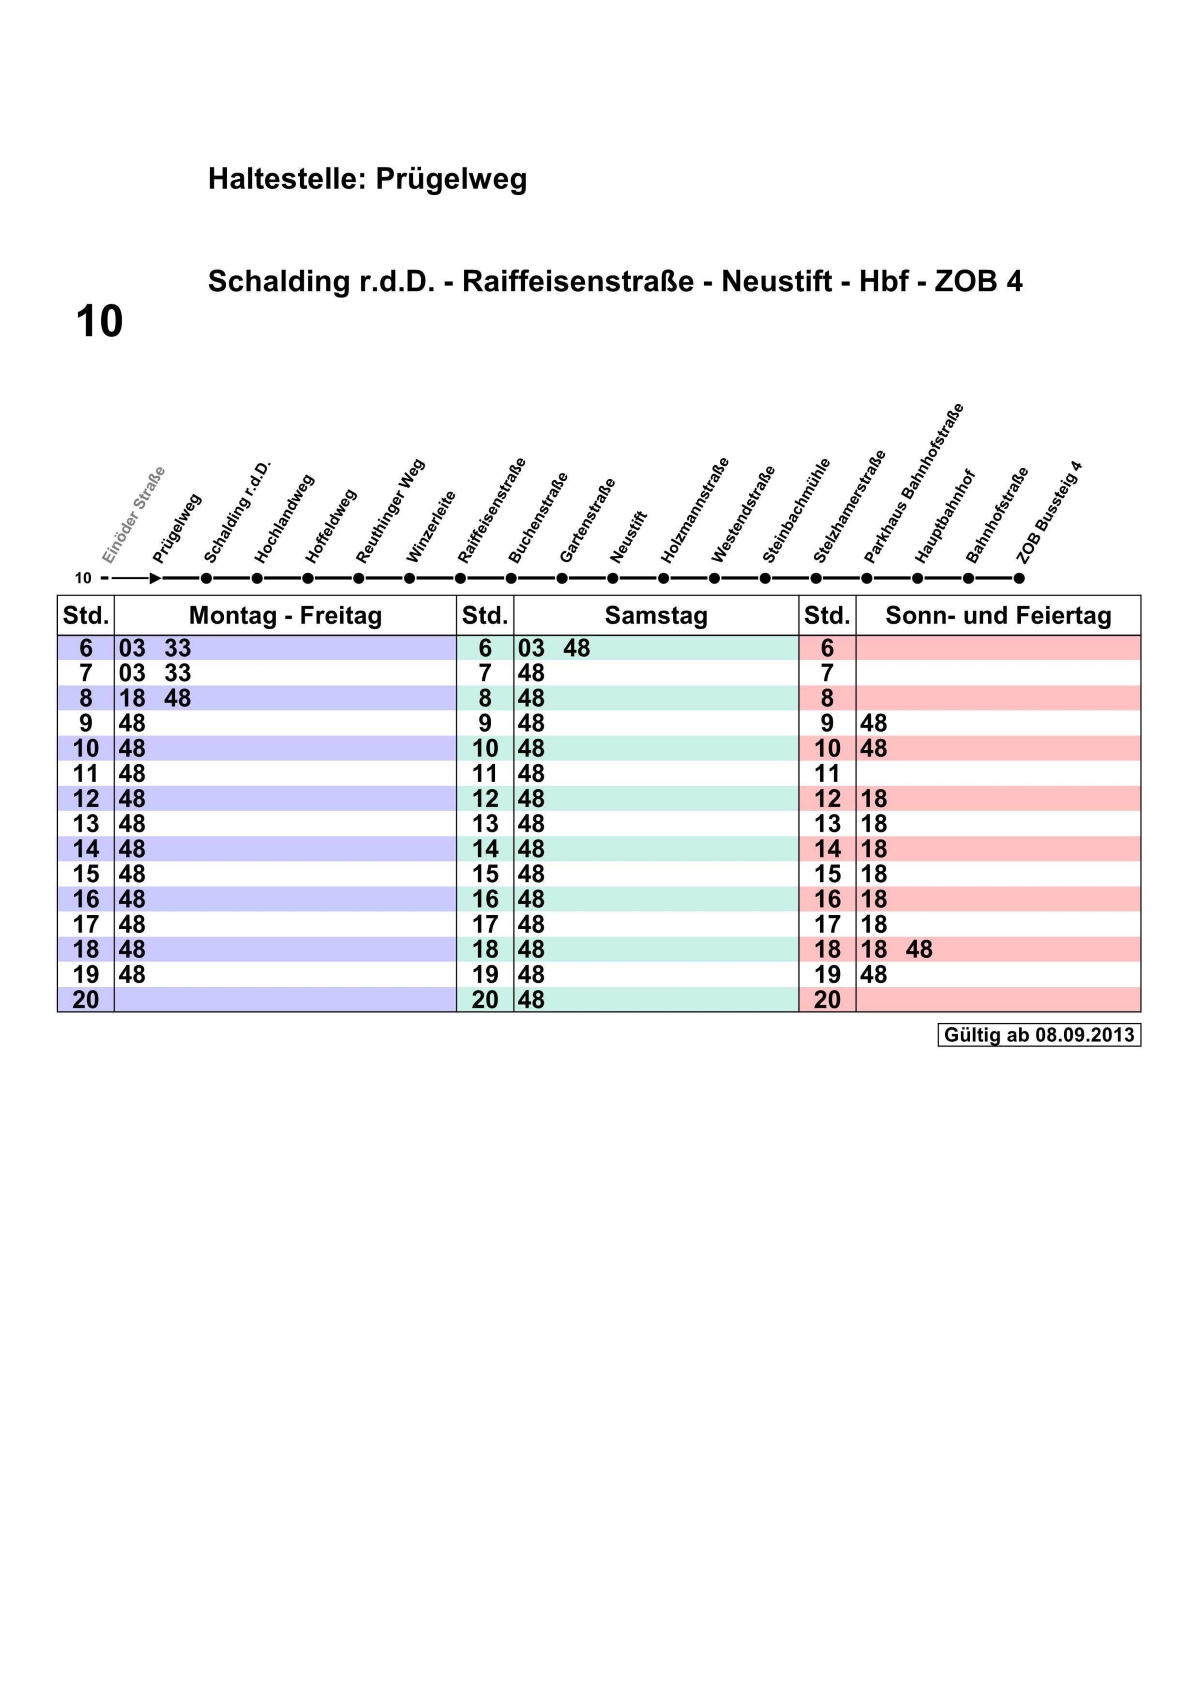 Haltestelle: Prügelweg
Schalding r.d.D. - Raiffeisenstraße - Neustift - Hbf - ZOB 4
10
Einöder Straße
Prügelweg
Schalding r.d.D.
Hochlandweg
Hoffeldweg
Reuthinger Weg
Winzerleite
Raiffeisenstraße
Buchenstraße
Gartenstraße
Neustift
Holzmannstraße
Westendstraße
Steinbachmühle
Stelzhamerstraße
Parkhaus Bahnhofstraße
Hauptbahnhof
Bahnhofstraße
ZOB Bussteig 4
10
Std. Montag - Freitag Std. Samstag Std. Sonn- und Feiertag
6 03 33 6 03 48 6
7 03 33 7 48 7
8 18 48 8 48 8
9 48 9 48 9 48
10 48 10 48 10 48
11 48 11 48 11
12 48 12 48 12 18
13 48 13 48 13 18
14 48 14 48 14 18
15 48 15 48 15 18
16 48 16 48 16 18
17 48 17 48 17 18
18 48 18 48 18 18 48
19 48 19 48 19 48
20 20 48 20
Gültig ab 08.09.2013